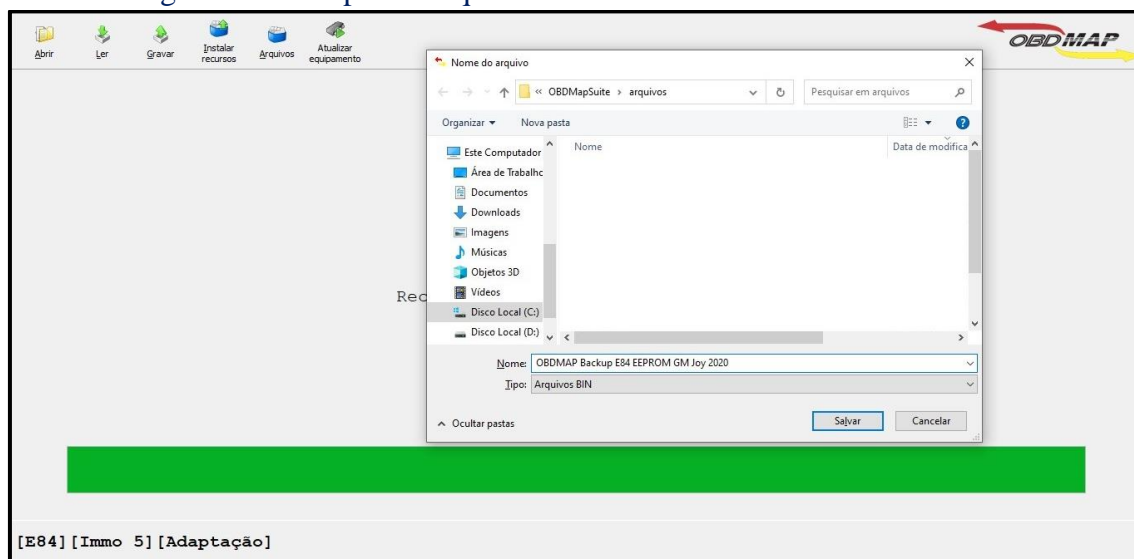 Abrir
Ler
Gravar
Instalar recursos
Arquivos
Atualizar equipamento
OBDMAP
Nome do arquivo
« OBDMapSuite › arquivos
Pesquisar em arquivos
Organizar
Nova pasta
Este Computador
Nome
Data de modifica
Área de Trabalho
Documentos
Downloads
Imagens
Músicas
Objetos 3D
Vídeos
Disco Local (C:)
Disco Local (D:)
Rec
Nome: OBDMAP Backup E84 EEPROM GM Joy 2020
Tipo: Arquivos BIN
Ocultar pastas
Salvar
Cancelar
[E84][Immo 5][Adaptação]